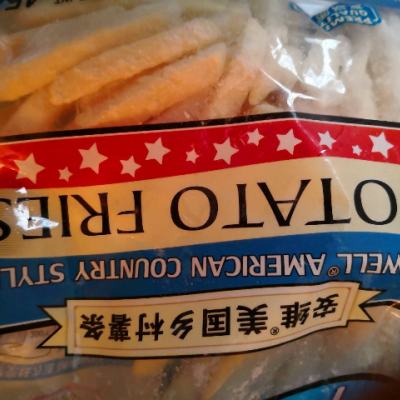 安维®美国乡村薯条
WELL® AMERICAN COUNTRY STYL
OTATO FRIES